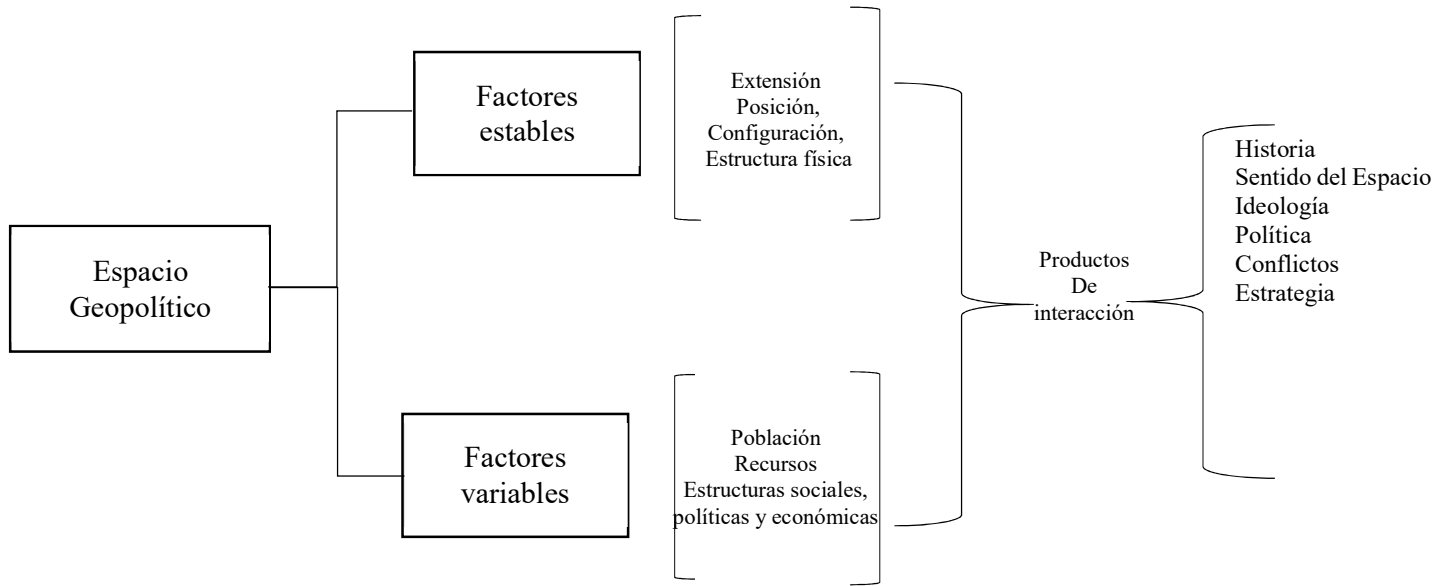 Espacio
Geopolítico
Factores
estables
Extensión
Posición,
Configuración,
Estructura física
Factores
variables
Población
Recursos
Estructuras sociales,
políticas y económicas
Productos
De
interacción
Historia
Sentido del Espacio
Ideología
Política
Conflictos
Estrategia